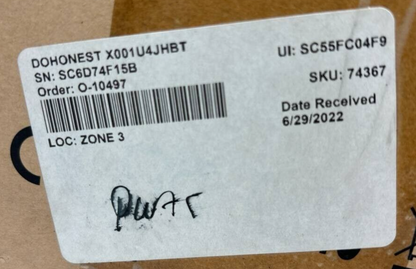 DOHONEST X001U4JHBT
SN: SC6D74F15B
Order: O-10497
LOC: ZONE 3
UI: SC55FC04F9
SKU: 74367
Date Received
6/29/2022